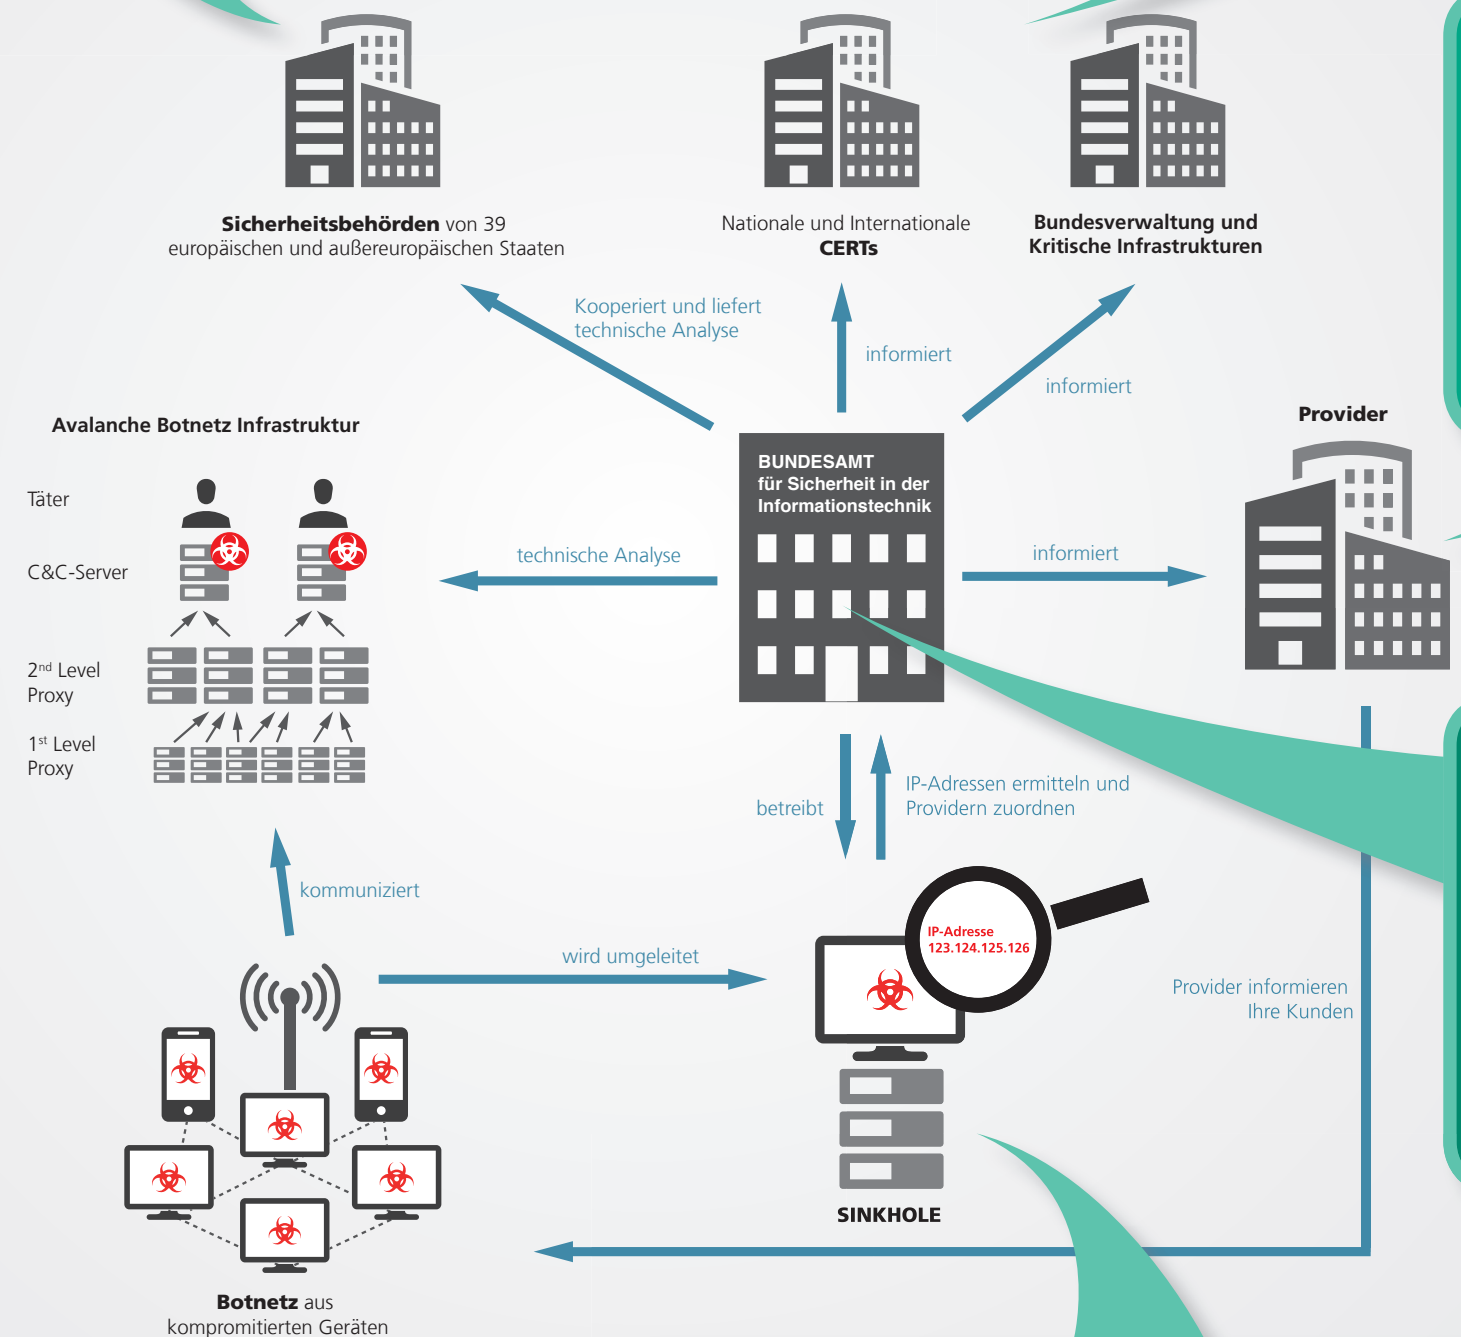 Sicherheitsbehörden von 39
europäischen und außereuropäischen Staaten
Nationale und Internationale
CERTs
Bundesverwaltung und
Kritische Infrastrukturen
Kooperiert und liefert
technische Analyse
informiert
informiert
Avalanche Botnetz Infrastruktur
Provider
Täter
C&C-Server
2nd Level
Proxy
1st Level
Proxy
BUNDESAMT
für Sicherheit in der
Informationstechnik
technische Analyse
informiert
betreibt
IP-Adressen ermitteln und
Providern zuordnen
kommuniziert
wird umgeleitet
IP-Adresse
123.124.125.126
Provider informieren
Ihre Kunden
SINKHOLE
Botnetz aus
kompromitierten Geräten